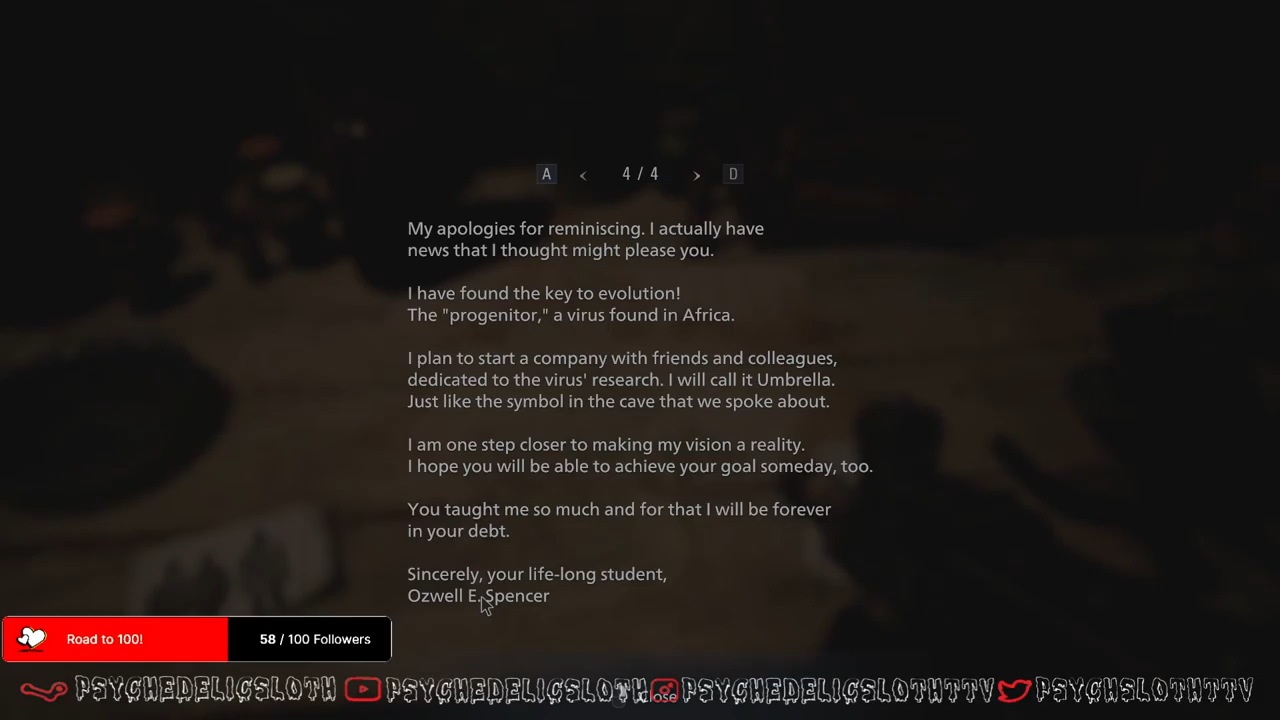 A < 4 / 4 > D
My apologies for reminiscing. I actually have
news that I thought might please you.
I have found the key to evolution!
The "progenitor," a virus found in Africa.
I plan to start a company with friends and colleagues,
dedicated to the virus' research. I will call it Umbrella.
Just like the symbol in the cave that we spoke about.
I am one step closer to making my vision a reality.
I hope you will be able to achieve your goal someday, too.
You taught me so much and for that I will be forever
in your debt.
Sincerely, your life-long student,
Ozwell E. Spencer
Road to 100! 58 / 100 Followers
PSYCHEDELICSLOTH PSYCHEDELICSLOTH PSYCHEDELICSLOTHTTV PSYCHSLOTHTTV